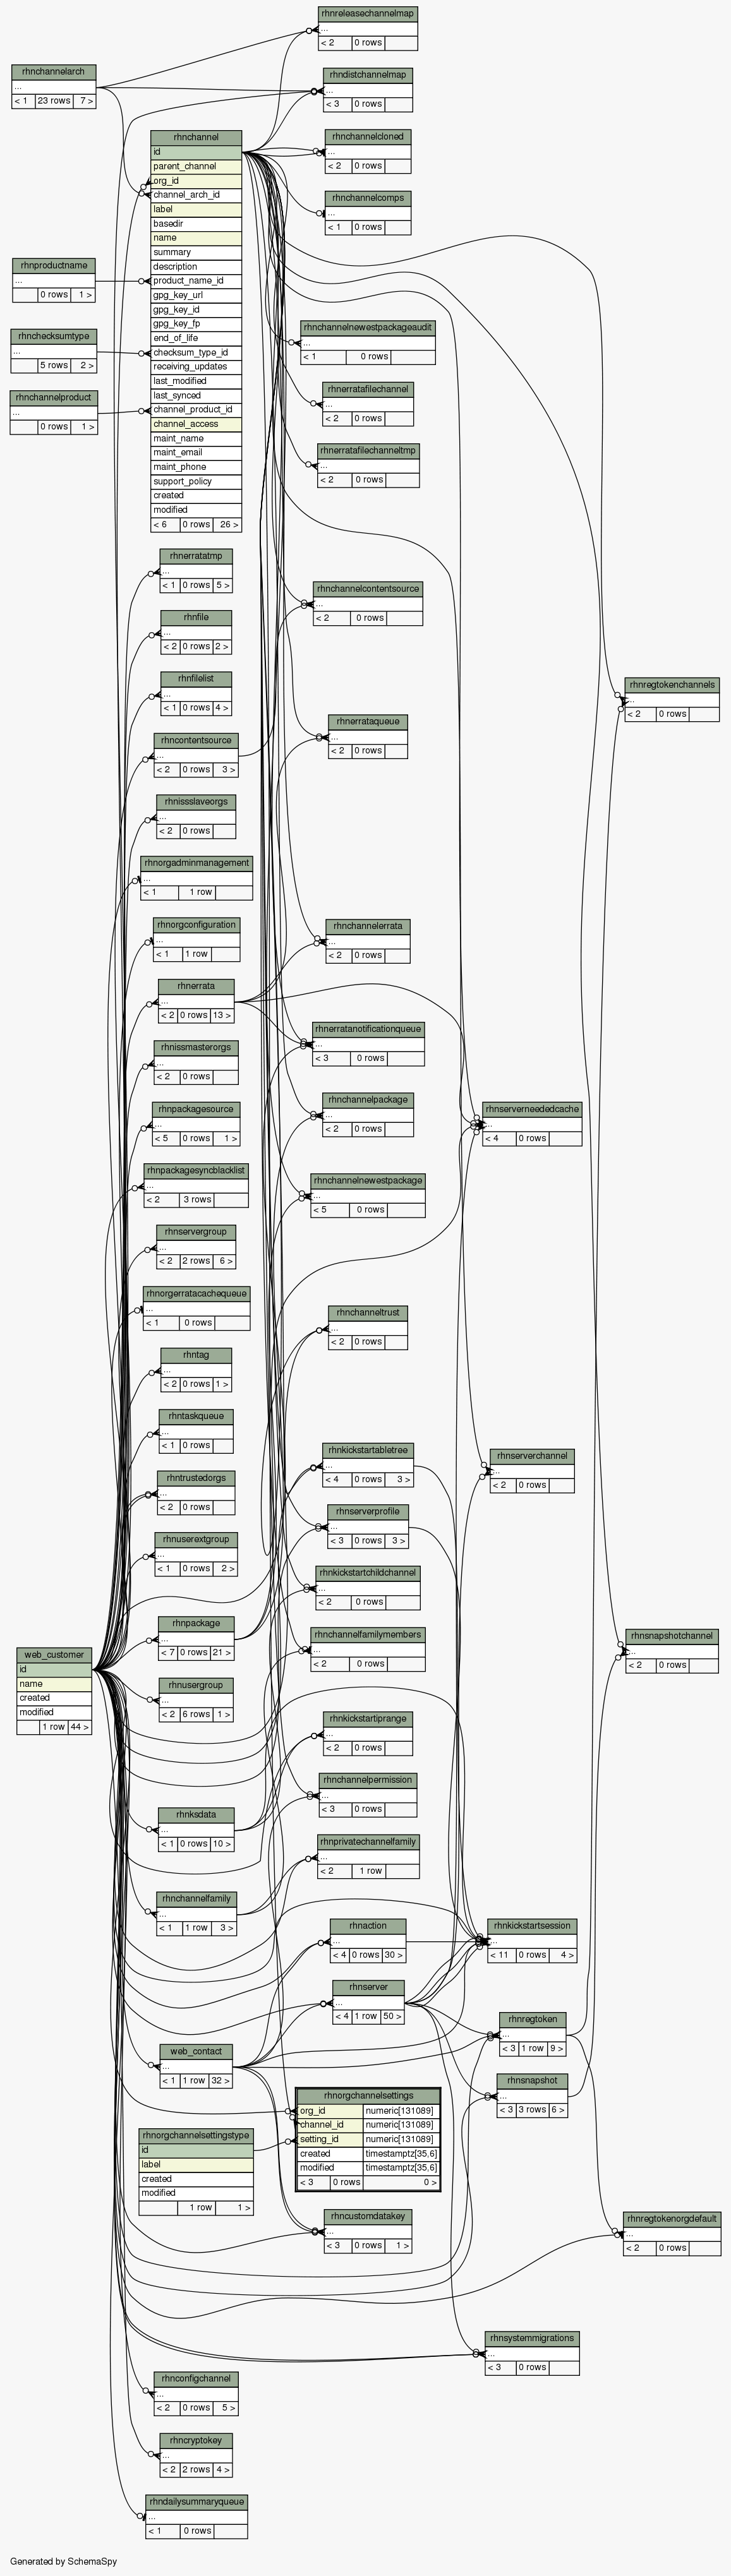 rhnreleasechannelmap
...
< 2 0 rows
rhnchannelarch
...
< 1 23 rows 7 >
rhndistchannelmap
...
< 3 0 rows
rhnchannel
id
parent_channel
org_id
channel_arch_id
label
basedir
name
summary
description
product_name_id
gpg_key_url
gpg_key_id
gpg_key_fp
end_of_life
checksum_type_id
receiving_updates
last_modified
last_synced
channel_product_id
channel_access
maint_name
maint_email
maint_phone
support_policy
created
modified
< 6 0 rows 26 >
rhnchannelcloned
...
< 2 0 rows
rhnchannelcomps
...
< 1 0 rows
rhnproductname
...
0 rows 1 >
rhnchecksumtype
...
5 rows 2 >
rhnchannelproduct
...
0 rows 1 >
rhnchannelnewestpackageaudit
...
< 1 0 rows
rhnerratafilechannel
...
< 2 0 rows
rhnerratafilechanneltmp
...
< 2 0 rows
rhnerratatmp
...
< 1 0 rows 5 >
rhnchannelcontentsource
...
< 2 0 rows
rhnfile
...
< 2 0 rows 2 >
rhnfilelist
...
< 1 0 rows 4 >
rhnregtokenchannels
...
< 2 0 rows
rhnerrataqueue
...
< 2 0 rows
rhncontentsource
...
< 2 0 rows 3 >
rhnissslaveorgs
...
< 2 0 rows
rhnorgadminmanagement
...
< 1 1 row
rhnorgconfiguration
...
< 1 1 row
rhnchannelerrata
...
< 2 0 rows
rhnerrata
...
< 2 0 rows 13 >
rhnerratanotificationqueue
...
< 3 0 rows
rhnissmasterorgs
...
< 2 0 rows
rhnchannelpackage
...
< 2 0 rows
rhnpackagesource
...
< 5 0 rows 1 >
rhnserverneededcache
...
< 4 0 rows
rhnpackagesyncblacklist
...
< 2 3 rows
rhnchannelnewestpackage
...
< 5 0 rows
rhnservergroup
...
< 2 2 rows 6 >
rhnorgerratacachequeue
...
< 1 0 rows
rhnchanneltrust
...
< 2 0 rows
rhntag
...
< 2 0 rows 1 >
rhntaskqueue
...
< 1 0 rows
rhnkickstartabletree
...
< 4 0 rows 3 >
rhnserverchannel
...
< 2 0 rows
rhntrustedorgs
...
< 2 0 rows
rhnserverprofile
...
< 3 0 rows 3 >
rhnuserextgroup
...
< 1 0 rows 2 >
rhnkickstartchildchannel
...
< 2 0 rows
rhnpackage
...
< 7 0 rows 21 >
rhnchannelfamilymembers
...
< 2 0 rows
rhnsnapshotchannel
...
< 2 0 rows
web_customer
id
name
created
modified
1 row 44 >
rhnusergroup
...
< 2 6 rows 1 >
rhnkickstartiprange
...
< 2 0 rows
rhnchannelpermission
...
< 3 0 rows
rhnksdata
...
< 1 0 rows 10 >
rhnprivatechannelfamily
...
< 2 1 row
rhnchannelfamily
...
< 1 1 row 3 >
rhnaction
...
< 4 0 rows 30 >
rhnkickstartsession
...
< 11 0 rows 4 >
rhnserver
...
< 4 1 row 50 >
rhnregtoken
...
< 3 1 row 9 >
web_contact
...
< 1 1 row 32 >
rhnsnapshot
...
< 3 3 rows 6 >
rhnorgchannelsettings
org_id numeric[131089]
channel_id numeric[131089]
setting_id numeric[131089]
created timestamptz[35,6]
modified timestamptz[35,6]
< 3 0 rows 0 >
rhnorgchannelsettingstype
id
label
created
modified
1 row 1 >
rhncustomdatakey
...
< 3 0 rows 1 >
rhnregtokenorgdefault
...
< 2 0 rows
rhnsystemmigrations
...
< 3 0 rows
rhnconfigchannel
...
< 2 0 rows 5 >
rhncryptokey
...
< 2 2 rows 4 >
rhndailysummaryqueue
...
< 1 0 rows
Generated by SchemaSpy